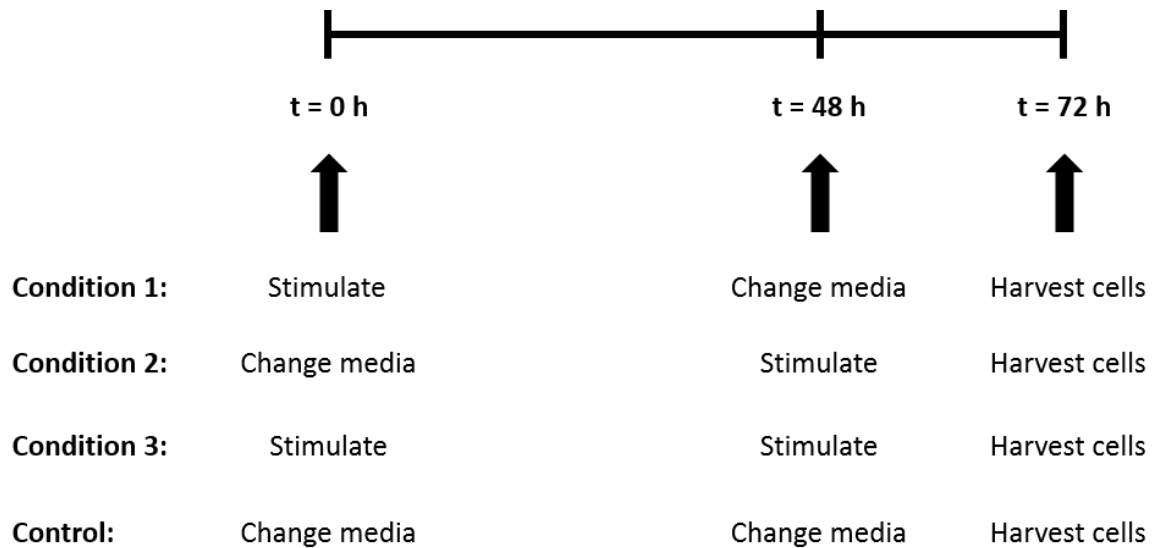 t = 0 h t = 48 h t = 72 h
Condition 1: Stimulate Change media Harvest cells
Condition 2: Change media Stimulate Harvest cells
Condition 3: Stimulate Stimulate Harvest cells
Control: Change media Change media Harvest cells